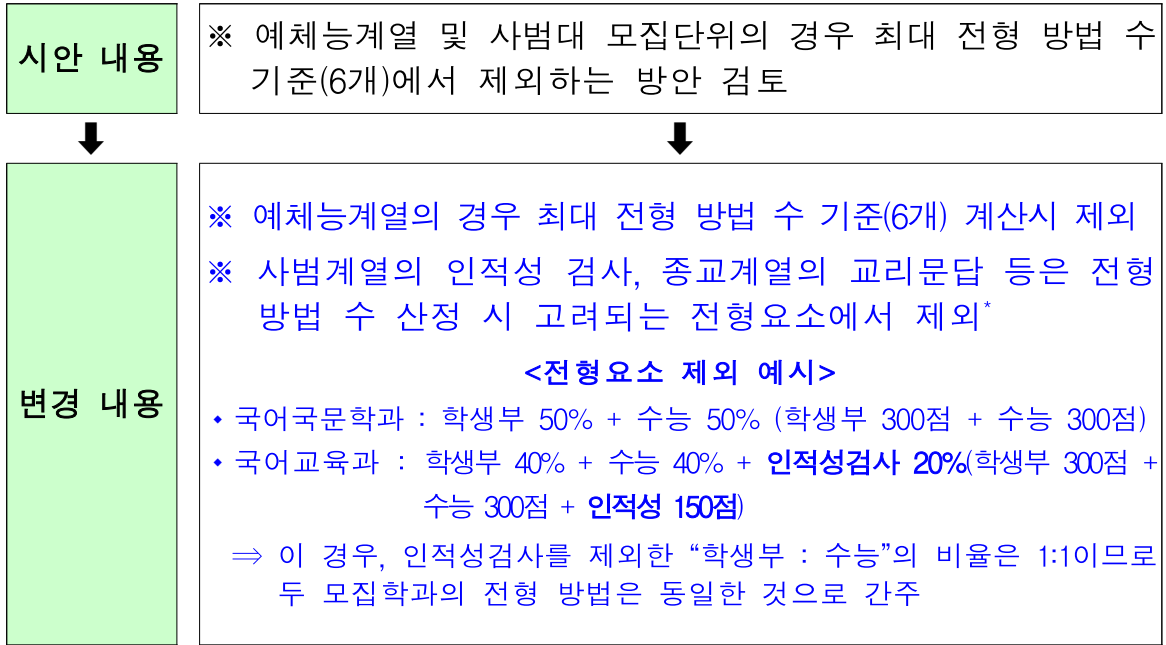 시안 내용
※ 예체능계열 및 사범대 모집단위의 경우 최대 전형 방법 수
기준(6개)에서 제외하는 방안 검토
변경 내용
※ 예체능계열의 경우 최대 전형 방법 수 기준(6개) 계산시 제외
※ 사범계열의 인적성 검사, 종교계열의 교리문답 등은 전형
방법 수 산정 시 고려되는 전형요소에서 제외*
<전형요소 제외 예시>
◆ 국어국문학과 : 학생부 50% + 수능 50% (학생부 300점 + 수능 300점)
◆ 국어교육과 : 학생부 40% + 수능 40% + 인적성검사 20%(학생부 300점 +
수능 300점 + 인적성 150점)
⇒ 이 경우, 인적성검사를 제외한 “학생부 : 수능”의 비율은 1:1이므로
두 모집학과의 전형 방법은 동일한 것으로 간주